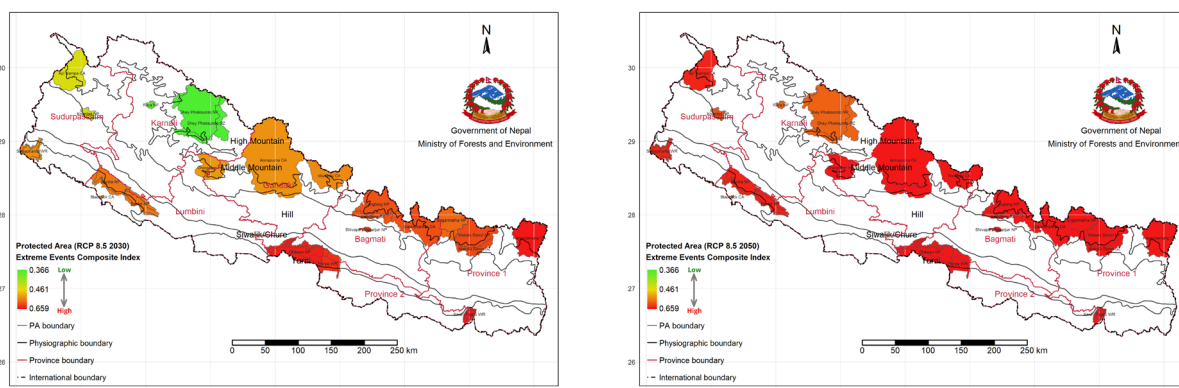 N
30
29
28
27
26
Government of Nepal
Ministry of Forests and Environment
Sudurpaschim
Karnali
High Mountain
Middle Mountain
Gandaki
Lumbini
Hill
Siwalik/Chure
Bagmati
Terai
Province 1
Province 2
Protected Area (RCP 8.5 2030)
Extreme Events Composite Index
0.366 Low
0.461
0.659 High
PA boundary
Physiographic boundary
Province boundary
International boundary
0 50 100 150 200 250 km
N
30
29
28
27
26
Government of Nepal
Ministry of Forests and Environment
Sudurpaschim
Karnali
High Mountain
Middle Mountain
Lumbini
Hill
Siwalik/Chure
Bagmati
Terai
Province 1
Province 2
Protected Area (RCP 8.5 2050)
Extreme Events Composite Index
0.366 Low
0.461
0.659 High
PA boundary
Physiographic boundary
Province boundary
International boundary
0 50 100 150 200 250 km